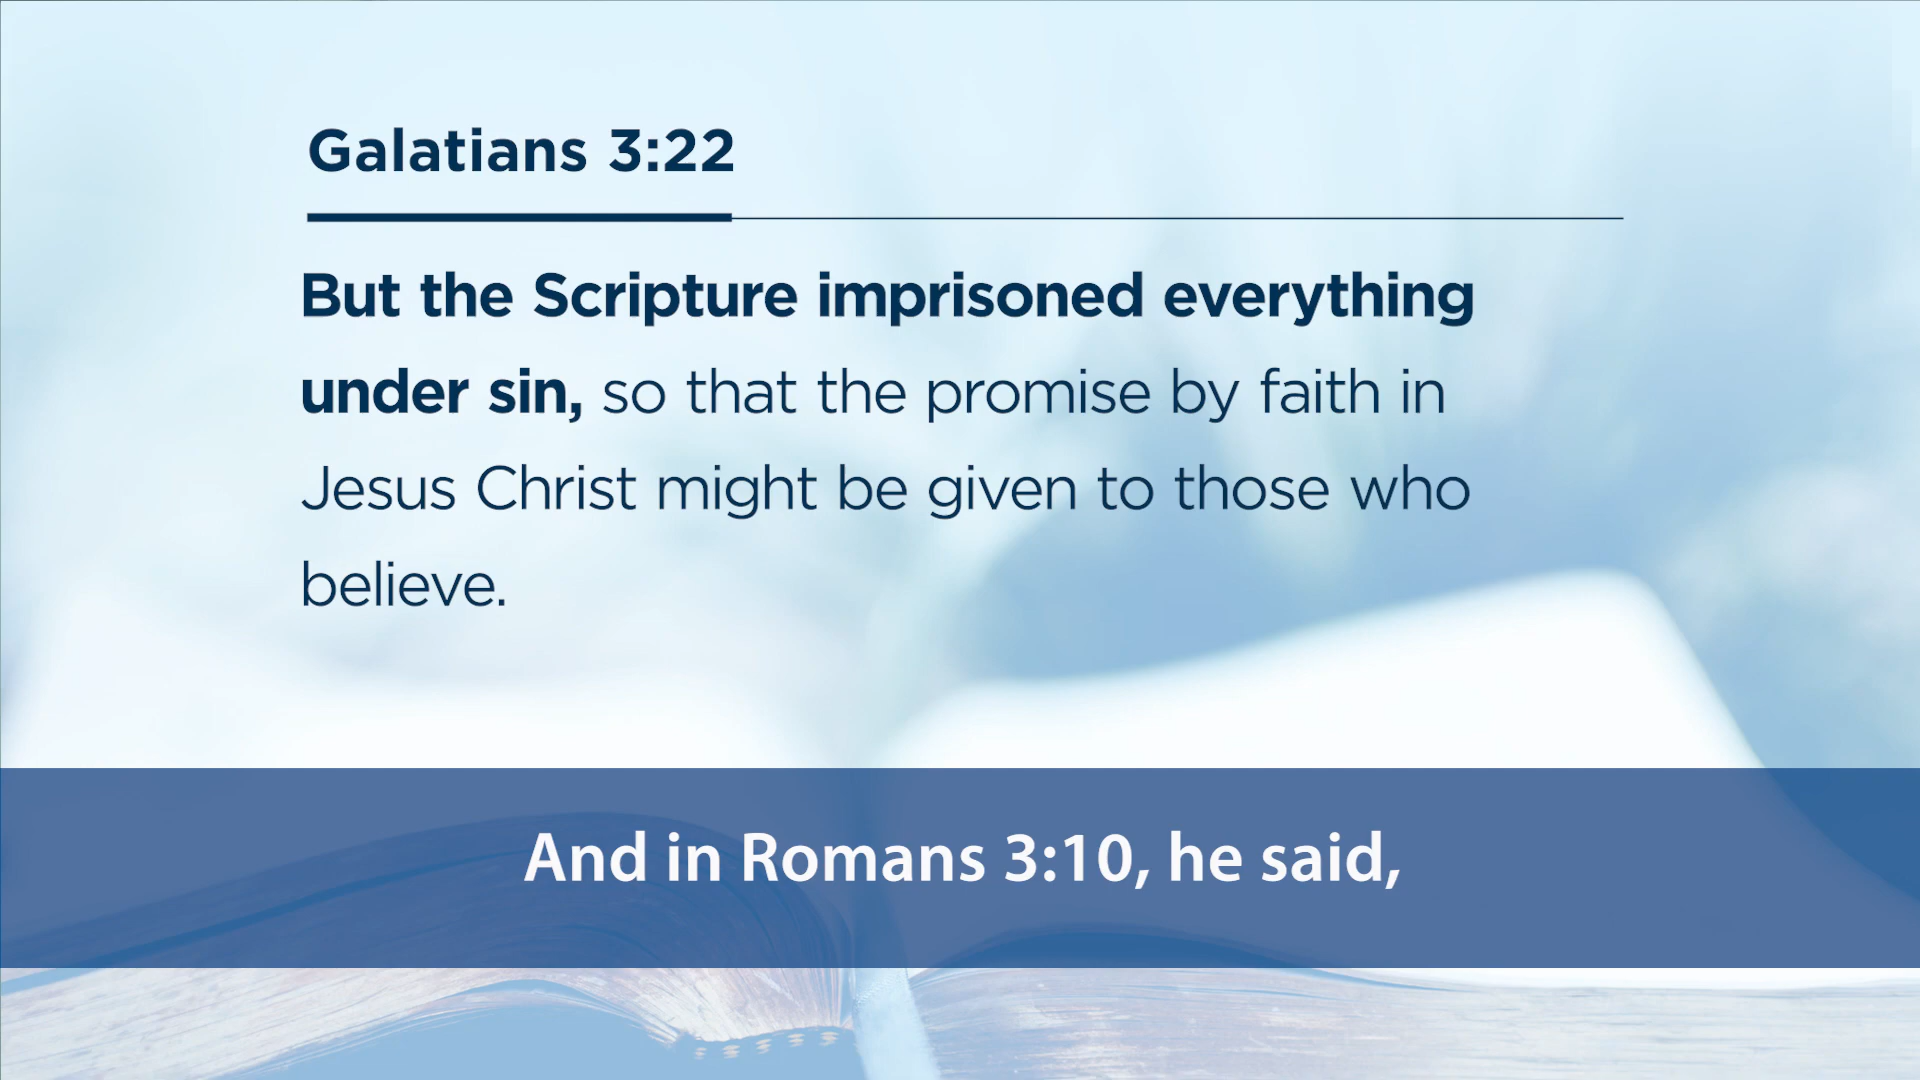 Galatians 3:22
But the Scripture imprisoned everything
under sin, so that the promise by faith in
Jesus Christ might be given to those who
believe.
And in Romans 3:10, he said,